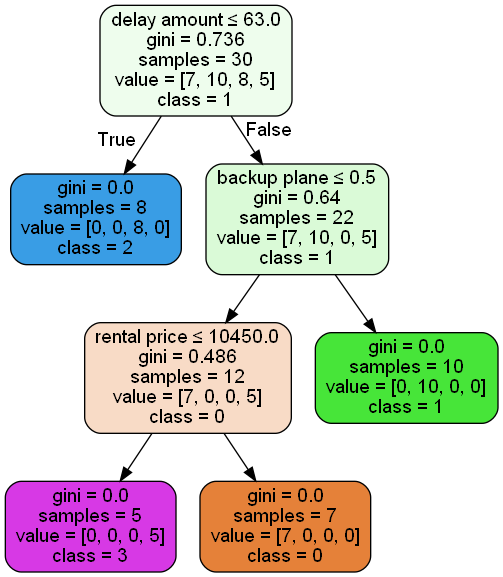 delay amount ≤ 63.0
gini = 0.736
samples = 30
value = [7, 10, 8, 5]
class = 1
True
False
gini = 0.0
samples = 8
value = [0, 0, 8, 0]
class = 2
backup plane ≤ 0.5
gini = 0.64
samples = 22
value = [7, 10, 0, 5]
class = 1
rental price ≤ 10450.0
gini = 0.486
samples = 12
value = [7, 0, 0, 5]
class = 0
gini = 0.0
samples = 10
value = [0, 10, 0, 0]
class = 1
gini = 0.0
samples = 5
value = [0, 0, 0, 5]
class = 3
gini = 0.0
samples = 7
value = [7, 0, 0, 0]
class = 0